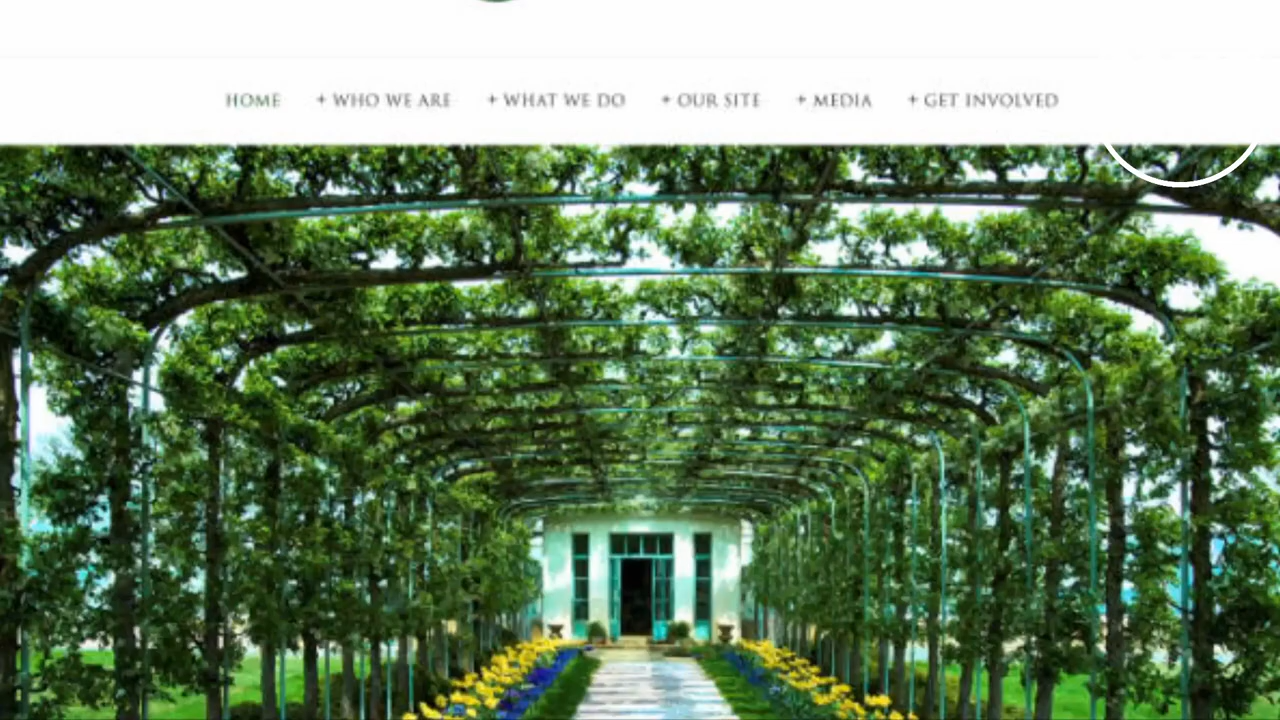 HOME + WHO WE ARE + WHAT WE DO + OUR SITE + MEDIA + GET INVOLVED